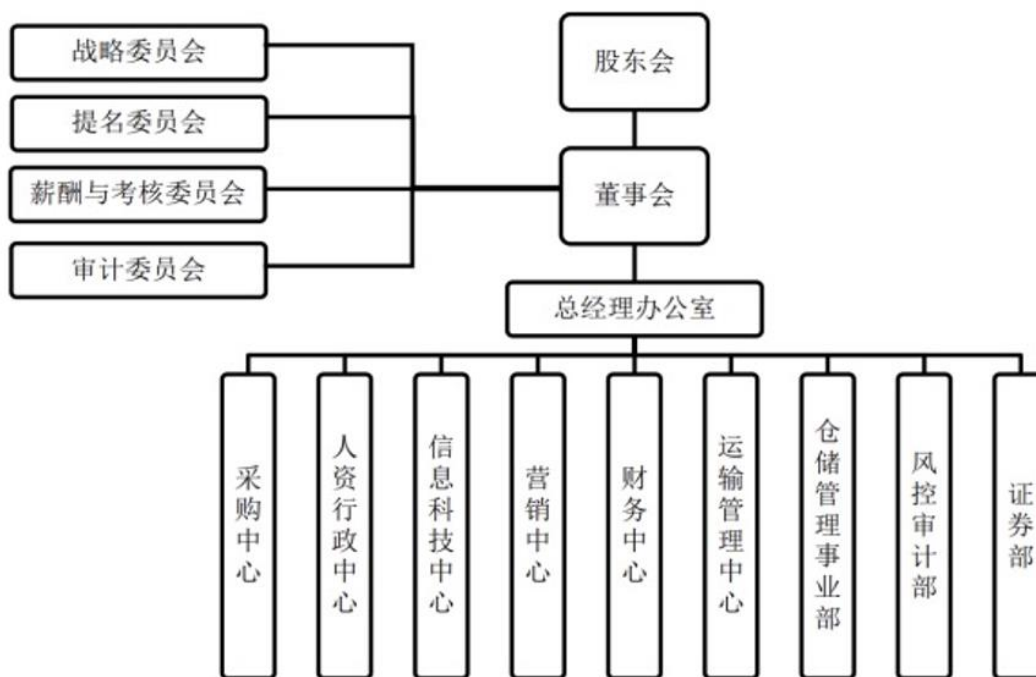 战略委员会
股东会
提名委员会
薪酬与考核委员会
董事会
审计委员会
总经理办公室
采购中心
人资行政中心
信息科技中心
营销中心
财务中心
运输管理中心
仓储管理事业部
风控审计部
证券部